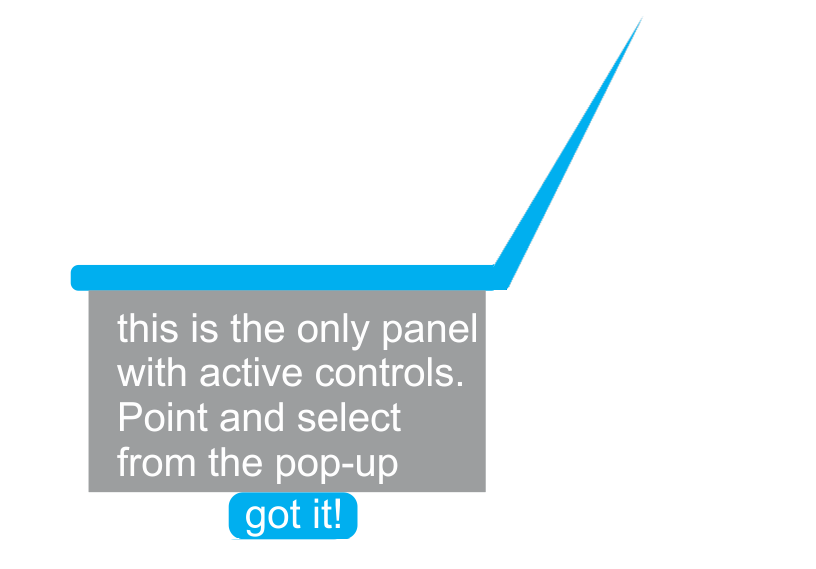 this is the only panel
with active controls.
Point and select
from the pop-up
got it!